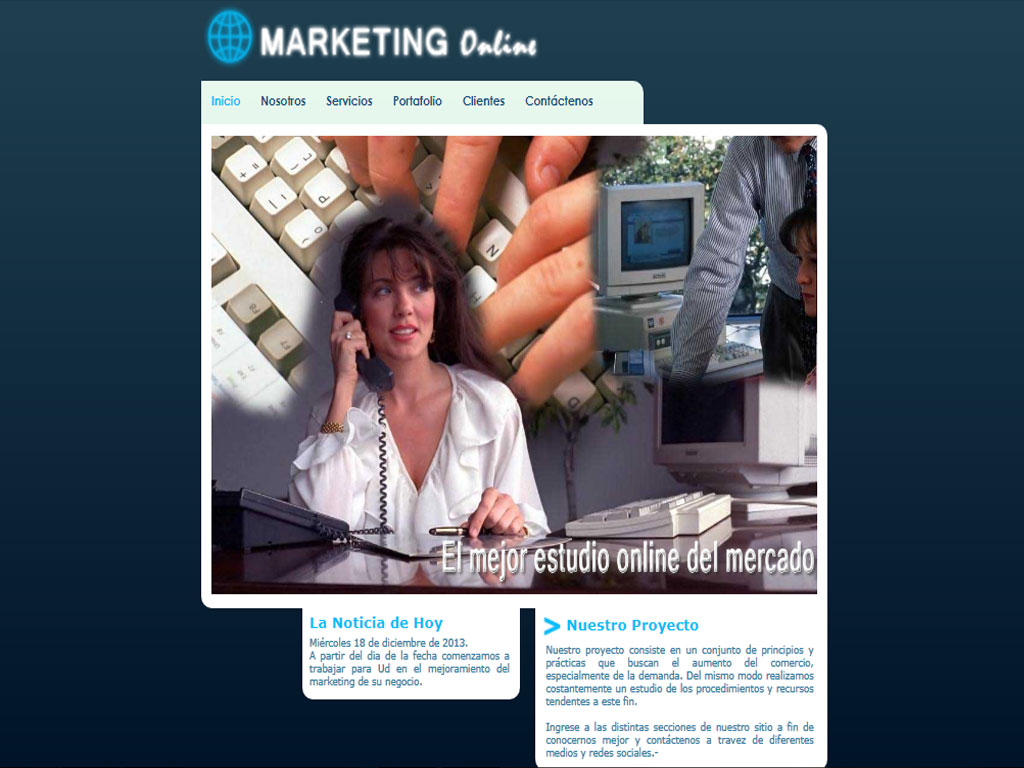 MARKETING Online
Inicio Nosotros Servicios Portafolio Clientes Contáctenos
El mejor estudio online del mercado
La Noticia de Hoy
Miércoles 18 de diciembre de 2013.
A partir del dia de la fecha comenzamos a
trabajar para Ud en el mejoramiento del
marketing de su negocio.
Nuestro Proyecto
Nuestro proyecto consiste en un conjunto de principios y
prácticas que buscan el aumento del comercio,
especialmente de la demanda. Del mismo modo realizamos
costantemente un estudio de los procedimientos y recursos
tendentes a este fin.
Ingrese a las distintas secciones de nuestro sitio a fin de
conocernos mejor y contáctenos a travez de diferentes
medios y redes sociales.-